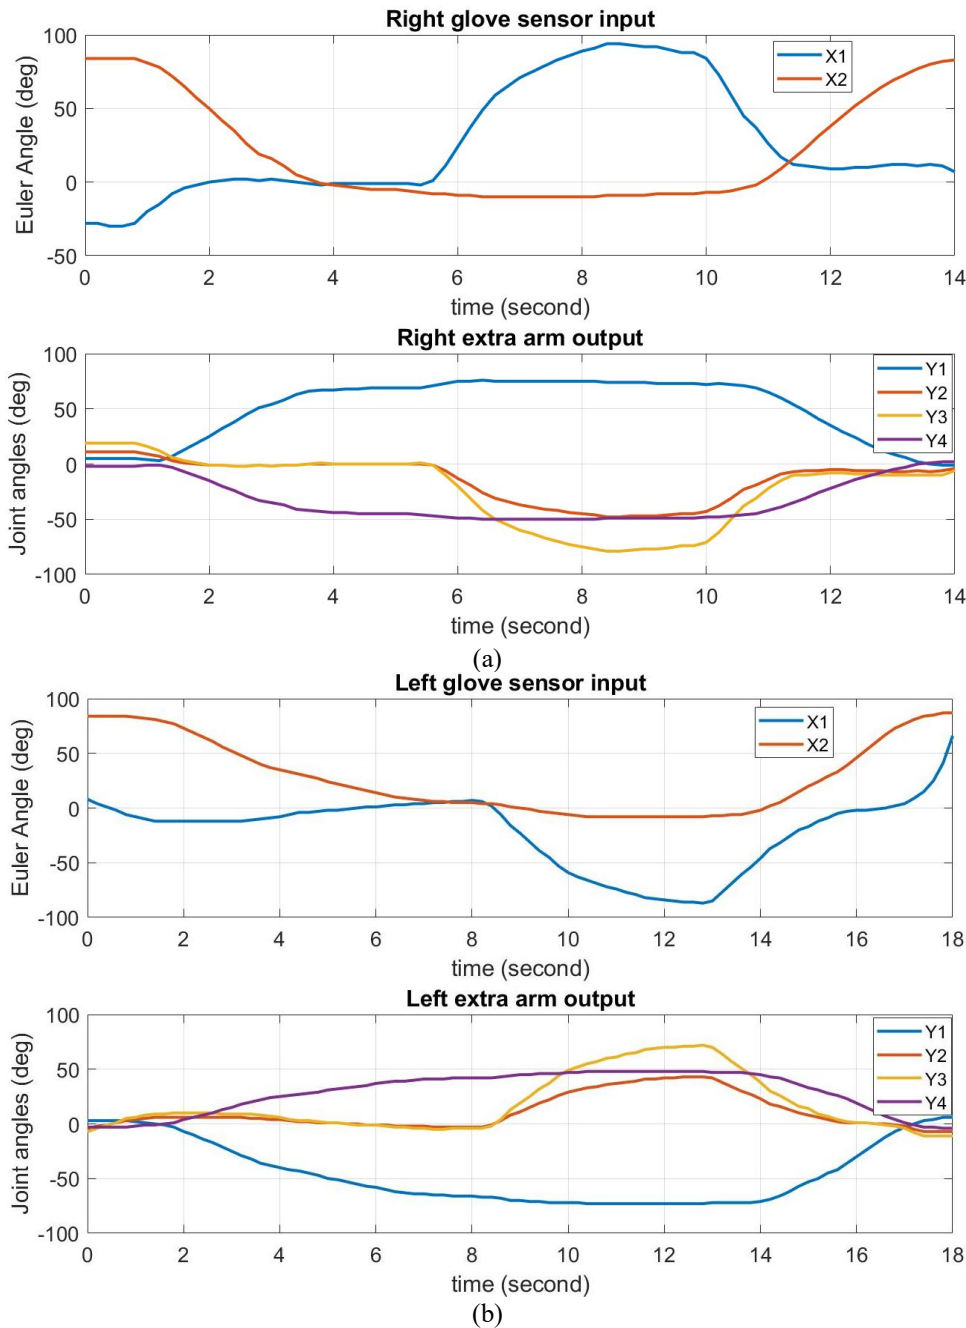 Right glove sensor input
Euler Angle (deg)
100
50
0
-50
X1
X2
0 2 4 6 8 10 12 14
time (second)
Right extra arm output
Joint angles (deg)
100
50
0
-50
-100
Y1
Y2
Y3
Y4
0 2 4 6 8 10 12 14
time (second)
(a)
Left glove sensor input
Euler Angle (deg)
100
50
0
-50
-100
X1
X2
0 2 4 6 8 10 12 14 16 18
time (second)
Left extra arm output
Joint angles (deg)
100
50
0
-50
-100
Y1
Y2
Y3
Y4
0 2 4 6 8 10 12 14 16 18
time (second)
(b)